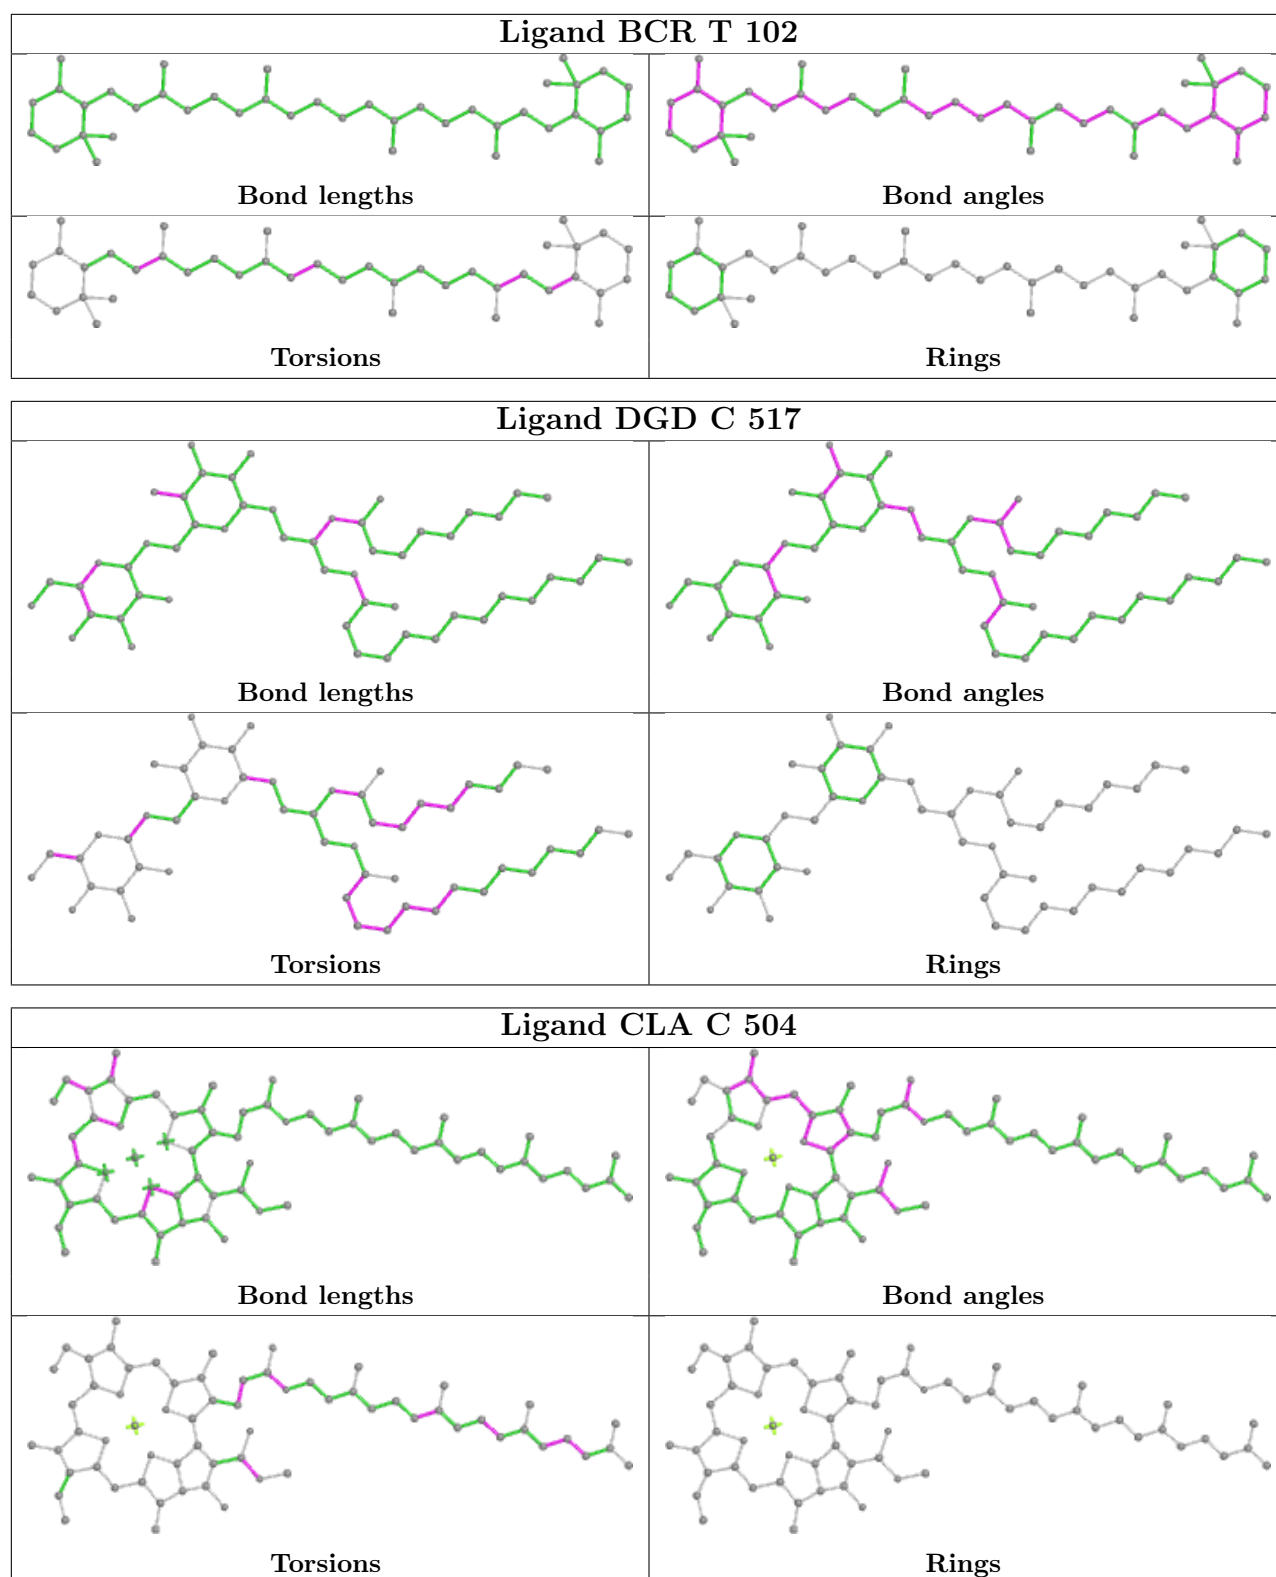 Ligand BCR T 102
Bond lengths
Bond angles
Torsions
Rings
Ligand DGD C 517
Bond lengths
Bond angles
Torsions
Rings
Ligand CLA C 504
Bond lengths
Bond angles
Torsions
Rings